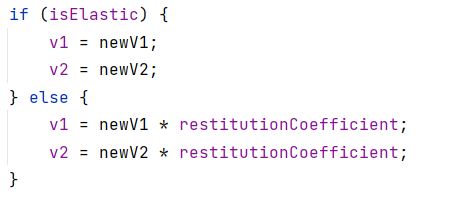 if (isElastic) {
    v1 = newV1;
    v2 = newV2;
} else {
    v1 = newV1 * restitutionCoefficient;
    v2 = newV2 * restitutionCoefficient;
}